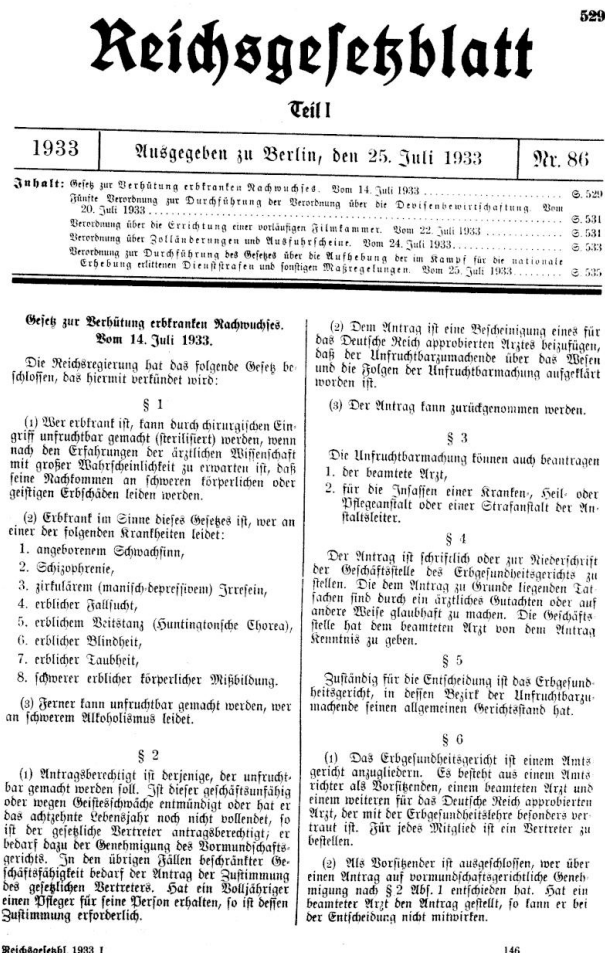 529
Reichsgesetzblatt
Teil I
1933
Ausgegeben zu Berlin, den 25. Juli 1933
Nr. 86
Inhalt: Gesetz zur Verhütung erbkranken Nachwuchses. Vom 14. Juli 1933 ........ S. 529
Fünfte Verordnung zur Durchführung der Verordnung über die Devisenbewirtschaftung. Vom
20. Juli 1933 ........ S. 531
Verordnung über die Errichtung einer vorläufigen Filmkammer. Vom 22. Juli 1933 ........ S. 531
Verordnung über Zolländerungen und Ausfuhrscheine. Vom 24. Juli 1933 ........ S. 533
Verordnung zur Durchführung des Gesetzes über die Aufhebung der im Kampf für die nationale
Erhebung erlittenen Dienststrafen und sonstigen Maßregelungen. Vom 25. Juli 1933 ........ S. 535
Gesetz zur Verhütung erbkranken Nachwuchses.
Vom 14. Juli 1933.
Die Reichsregierung hat das folgende Gesetz be-
schlossen, das hiermit verkündet wird:
§ 1
(1) Wer erbkrank ist, kann durch chirurgischen Ein-
griff unfruchtbar gemacht (sterilisiert) werden, wenn
nach den Erfahrungen der ärztlichen Wissenschaft
mit großer Wahrscheinlichkeit zu erwarten ist, daß
seine Nachkommen an schweren körperlichen oder
geistigen Erbschäden leiden werden.
(2) Erbkrank im Sinne dieses Gesetzes ist, wer an
einer der folgenden Krankheiten leidet:
1. angeborenem Schwachsinn,
2. Schizophrenie,
3. zirkulärem (manisch-depressivem) Irresein,
4. erblicher Fallsucht,
5. erblichem Veitstanz (Huntingtonsche Chorea),
6. erblicher Blindheit,
7. erblicher Taubheit,
8. schwerer erblicher körperlicher Mißbildung.
(3) Ferner kann unfruchtbar gemacht werden, wer
an schwerem Alkoholismus leidet.
§ 2
(1) Antragsberechtigt ist derjenige, der unfrucht-
bar gemacht werden soll. Ist dieser geschäftsunfähig
oder wegen Geistesschwäche entmündigt oder hat er
das achtzehnte Lebensjahr noch nicht vollendet, so
ist der gesetzliche Vertreter antragsberechtigt; er
bedarf dazu der Genehmigung des Vormundschafts-
gerichts. In den übrigen Fällen beschränkter Ge-
schäftsfähigkeit bedarf der Antrag der Zustimmung
des gesetzlichen Vertreters. Hat ein Volljähriger
einen Pfleger für seine Person erhalten, so ist dessen
Zustimmung erforderlich.
(2) Dem Antrag ist eine Bescheinigung eines für
das Deutsche Reich approbierten Arztes beizufügen,
daß der Unfruchtbarzumachende über das Wesen
und die Folgen der Unfruchtbarmachung aufgeklärt
worden ist.
(3) Der Antrag kann zurückgenommen werden.
§ 3
Die Unfruchtbarmachung können auch beantragen
1. der beamtete Arzt,
2. für die Insassen einer Kranken-, Heil- oder
Pflegeanstalt oder einer Strafanstalt der An-
staltsleiter.
§ 4
Der Antrag ist schriftlich oder zur Niederschrift
der Geschäftsstelle des Erbgesundheitsgerichts zu
stellen. Die dem Antrag zu Grunde liegenden Tat-
sachen sind durch ein ärztliches Gutachten oder auf
andere Weise glaubhaft zu machen. Die Geschäfts-
stelle hat dem beamteten Arzt von dem Antrag
Kenntnis zu geben.
§ 5
Zuständig für die Entscheidung ist das Erbgesund-
heitsgericht, in dessen Bezirk der Unfruchtbarzu-
machende seinen allgemeinen Gerichtsstand hat.
§ 6
(1) Das Erbgesundheitsgericht ist einem Amts
gericht anzugliedern. Es besteht aus einem Amts
richter als Vorsitzenden, einem beamteten Arzt und
einem weiteren für das Deutsche Reich approbierten
Arzt, der mit der Erbgesundheitslehre besonders ver
traut ist. Für jedes Mitglied ist ein Vertreter zu
bestellen.
(2) Als Vorsitzender ist ausgeschlossen, wer über
einen Antrag auf vormundschaftsgerichtliche Geneh
migung nach § 2 Abs. 1 entschieden hat. Hat ein
beamteter Arzt den Antrag gestellt, so kann er bei
der Entscheidung nicht mitwirken.
Reichsgesetzbl. 1933 I
146